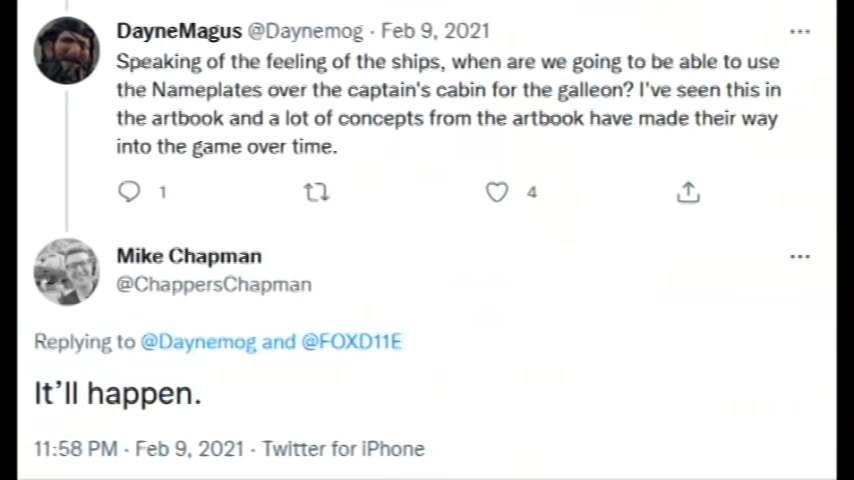 DayneMagus @Daynemog · Feb 9, 2021
Speaking of the feeling of the ships, when are we going to be able to use
the Nameplates over the captain's cabin for the galleon? I've seen this in
the artbook and a lot of concepts from the artbook have made their way
into the game over time.
1 4
Mike Chapman
@ChappersChapman
Replying to @Daynemog and @FOXD11E
It'll happen.
11:58 PM · Feb 9, 2021 · Twitter for iPhone